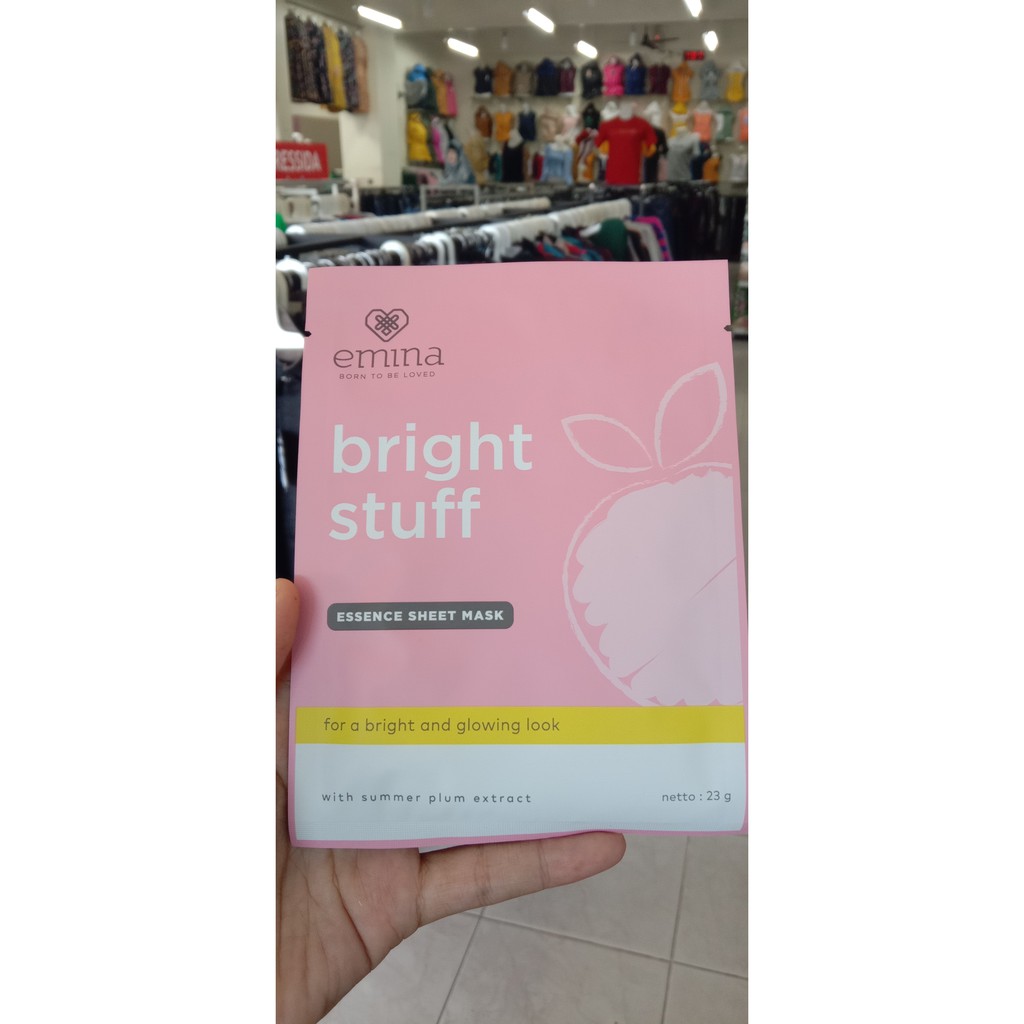 RESSIDA
emina
BORN TO BE LOVED
bright
stuff
ESSENCE SHEET MASK
for a bright and glowing look
with summer plum extract
netto : 23 g